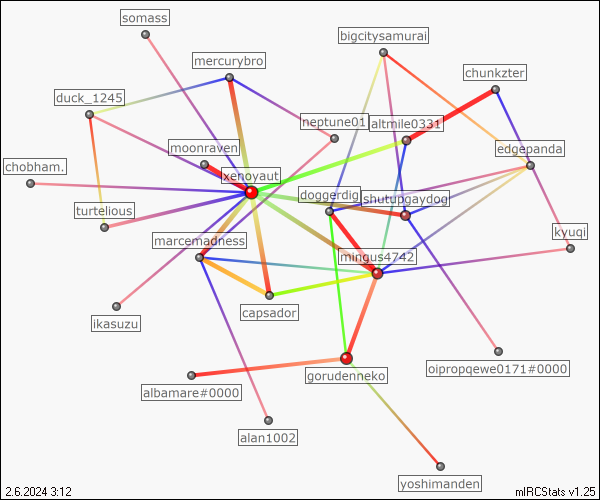 somass
bigcitysamurai
mercurybro
chunkzter
duck_1245
neptune01
altmile0331
moonraven
edgepanda
chobham.
xenoyaut
doggerdig
shutupgaydog
turtelious
marcemadness
kyuqi
mingus4742
capsador
ikasuzu
oipropqewe0171#0000
gorudenneko
albamare#0000
alan1002
yoshimanden
2.6.2024 3:12
mIRCStats v1.25